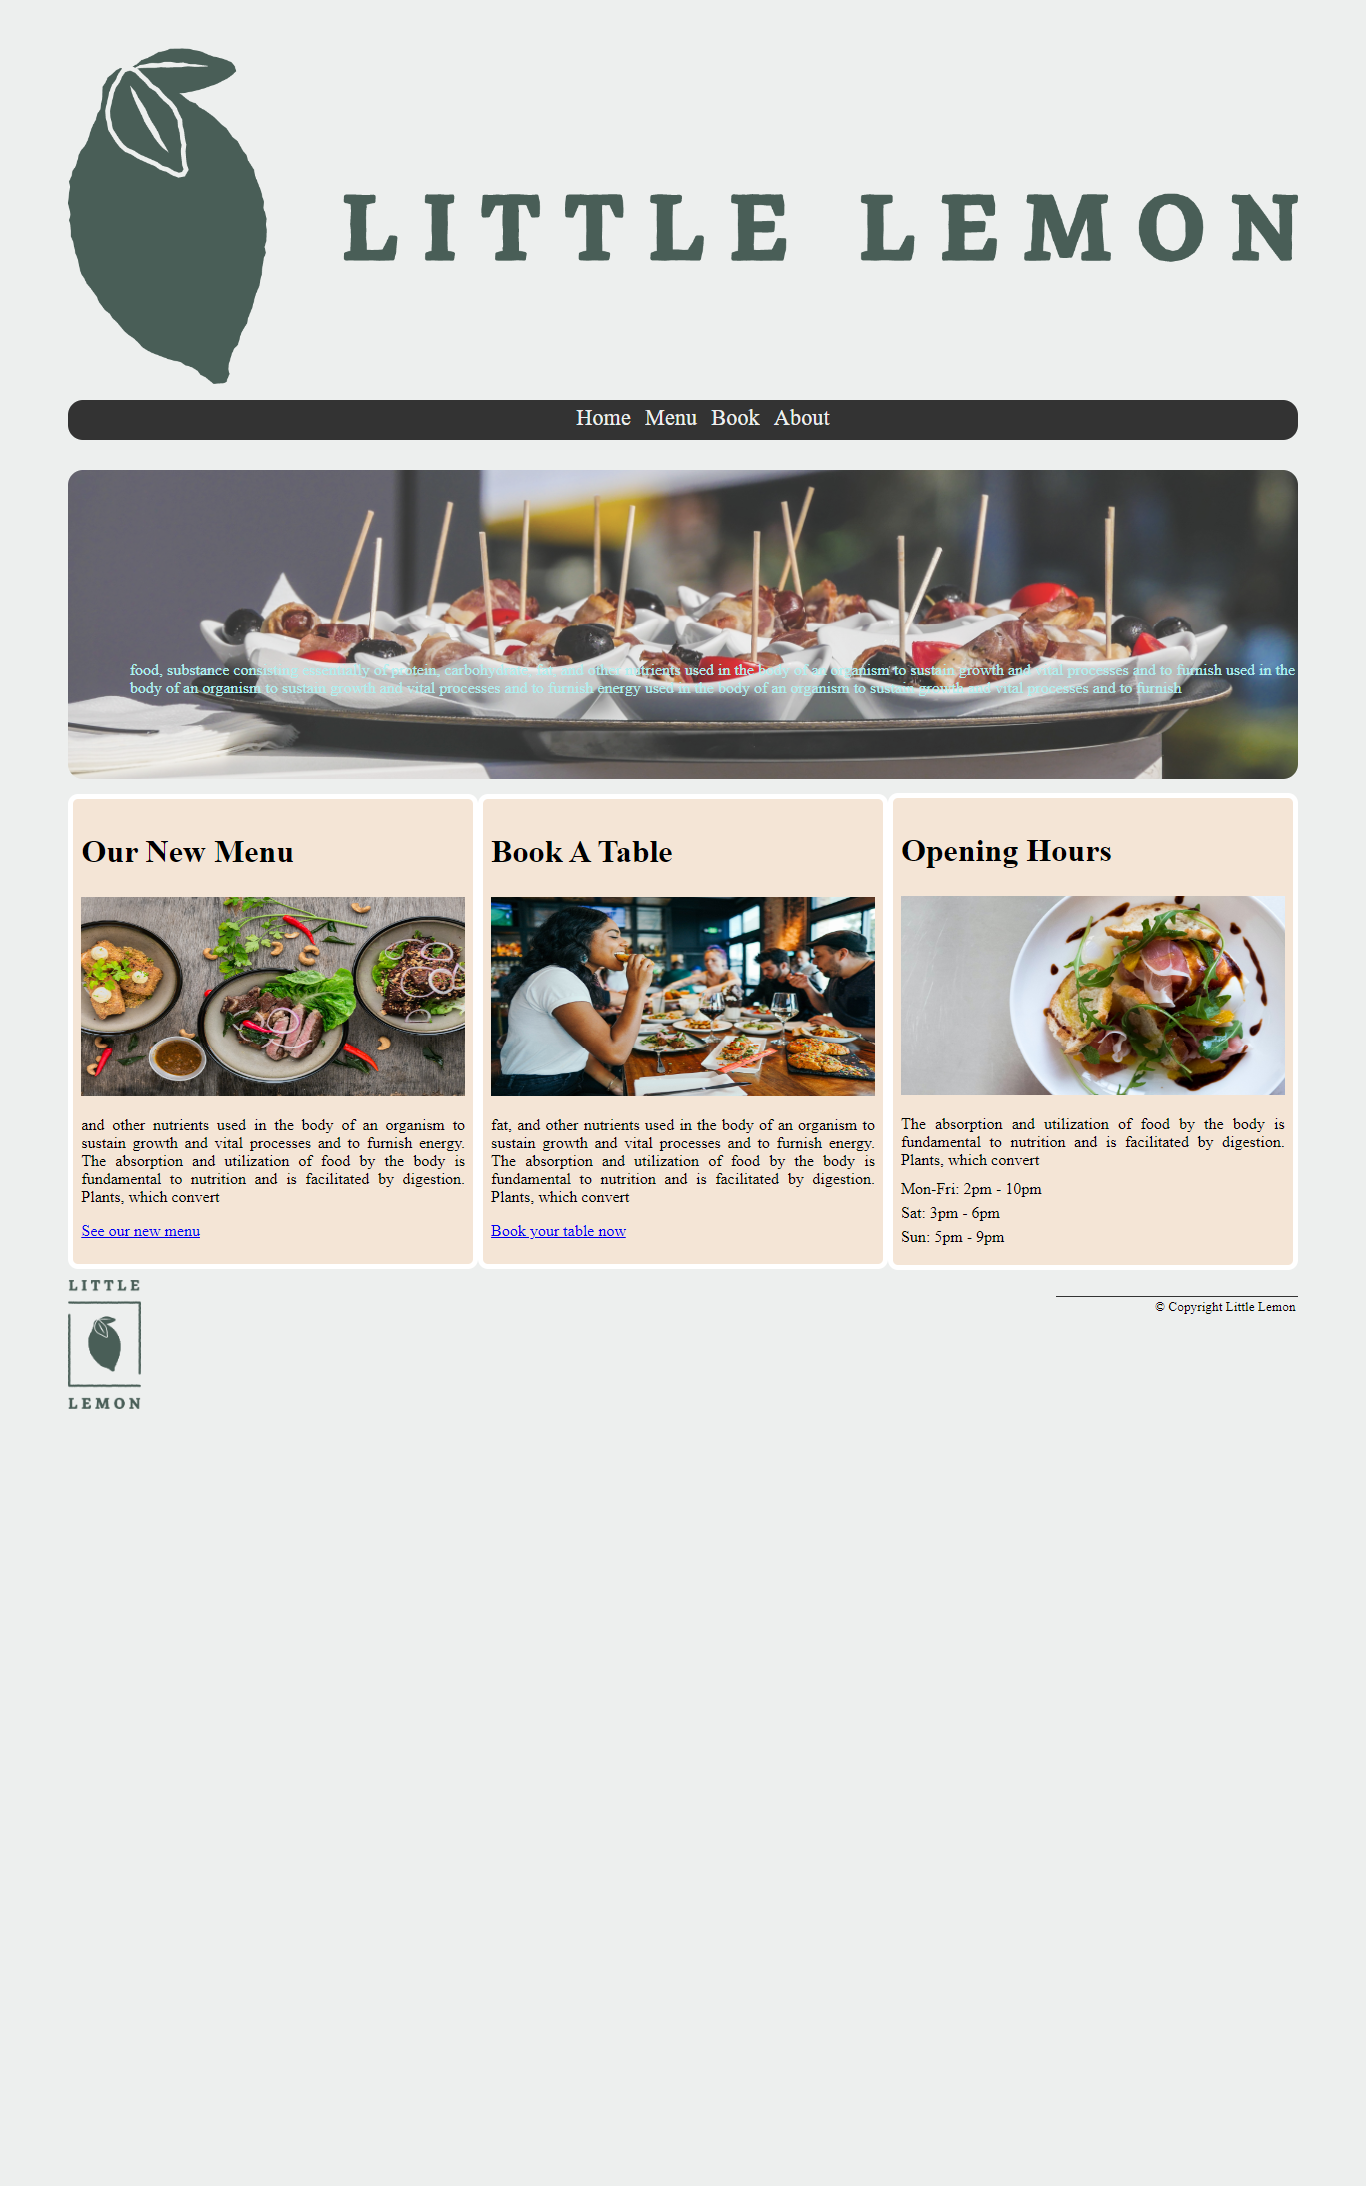 LITTLE LEMON
Home Menu Book About
food, substance consisting essentially of protein, carbohydrate, fat, and other nutrients used in the body of an organism to sustain growth and vital processes and to furnish used in the
body of an organism to sustain growth and vital processes and to furnish energy used in the body of an organism to sustain growth and vital processes and to furnish
Our New Menu
and other nutrients used in the body of an organism to
sustain growth and vital processes and to furnish energy.
The absorption and utilization of food by the body is
fundamental to nutrition and is facilitated by digestion.
Plants, which convert
See our new menu
Book A Table
fat, and other nutrients used in the body of an organism to
sustain growth and vital processes and to furnish energy.
The absorption and utilization of food by the body is
fundamental to nutrition and is facilitated by digestion.
Plants, which convert
Book your table now
Opening Hours
The absorption and utilization of food by the body is
fundamental to nutrition and is facilitated by digestion.
Plants, which convert
Mon-Fri: 2pm - 10pm
Sat: 3pm - 6pm
Sun: 5pm - 9pm
LITTLE
LEMON
© Copyright Little Lemon